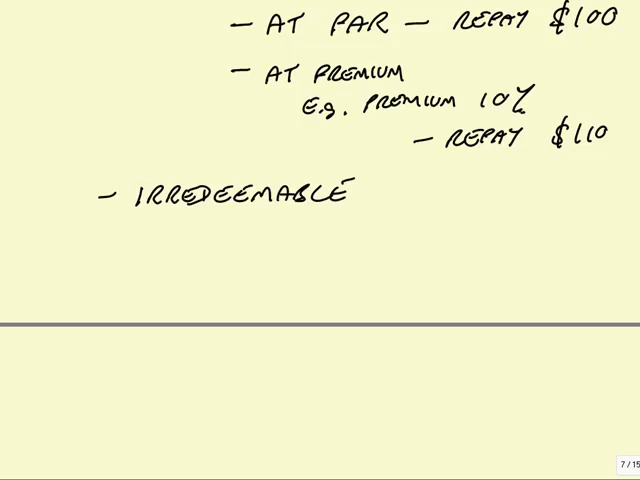 - AT PAR - REPAY $100
- AT PREMIUM
E.g. PREMIUM 10%
- REPAY $110
- IRREDEEMABLE
7 / 15